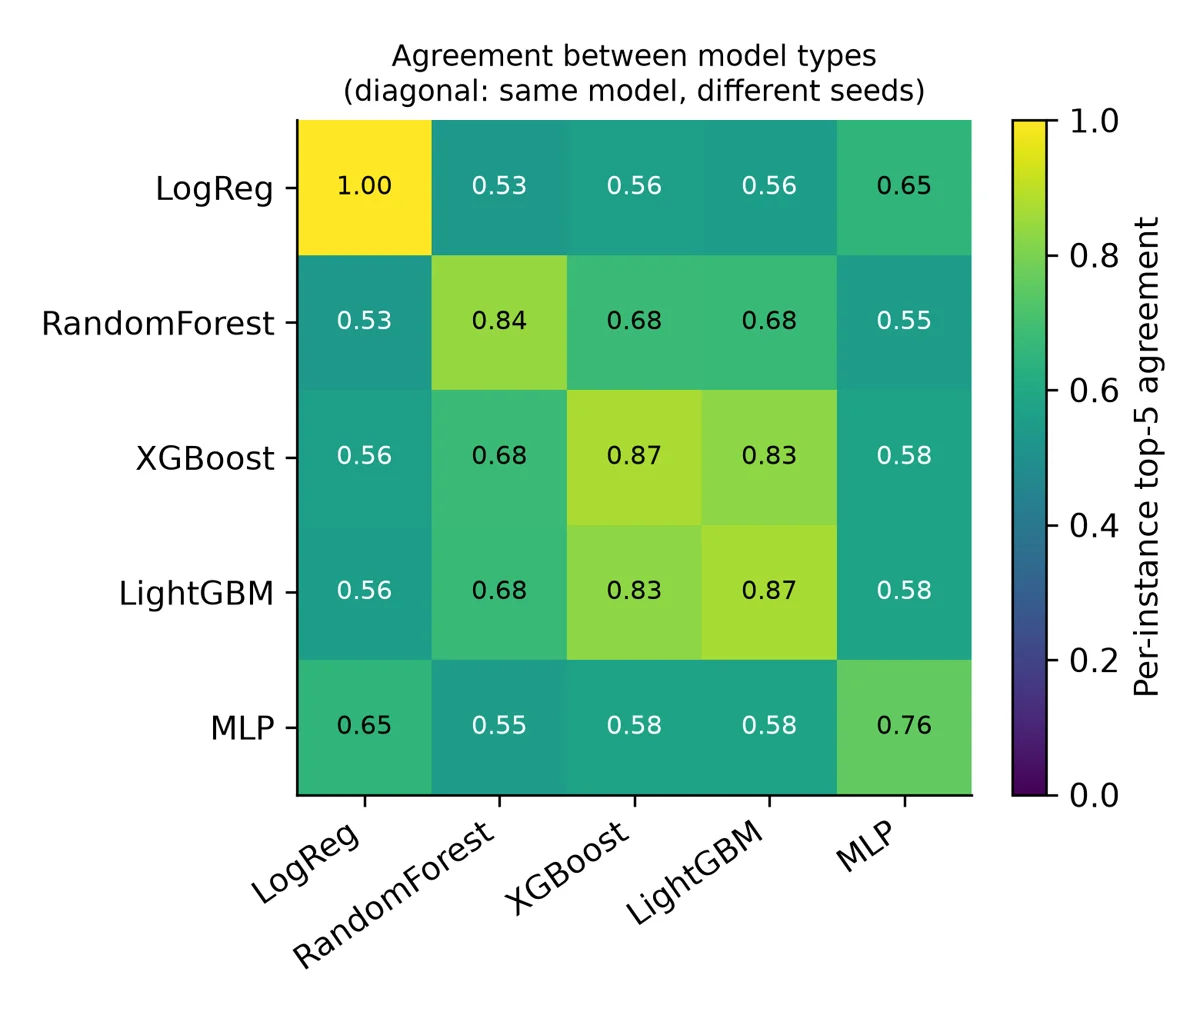 Agreement between model types
(diagonal: same model, different seeds)
LogReg 1.00 0.53 0.56 0.56 0.65
RandomForest 0.53 0.84 0.68 0.68 0.55
XGBoost 0.56 0.68 0.87 0.83 0.58
LightGBM 0.56 0.68 0.83 0.87 0.58
MLP 0.65 0.55 0.58 0.58 0.76
LogReg RandomForest XGBoost LightGBM MLP
1.0
0.8
0.6
0.4
0.2
0.0
Per-instance top-5 agreement